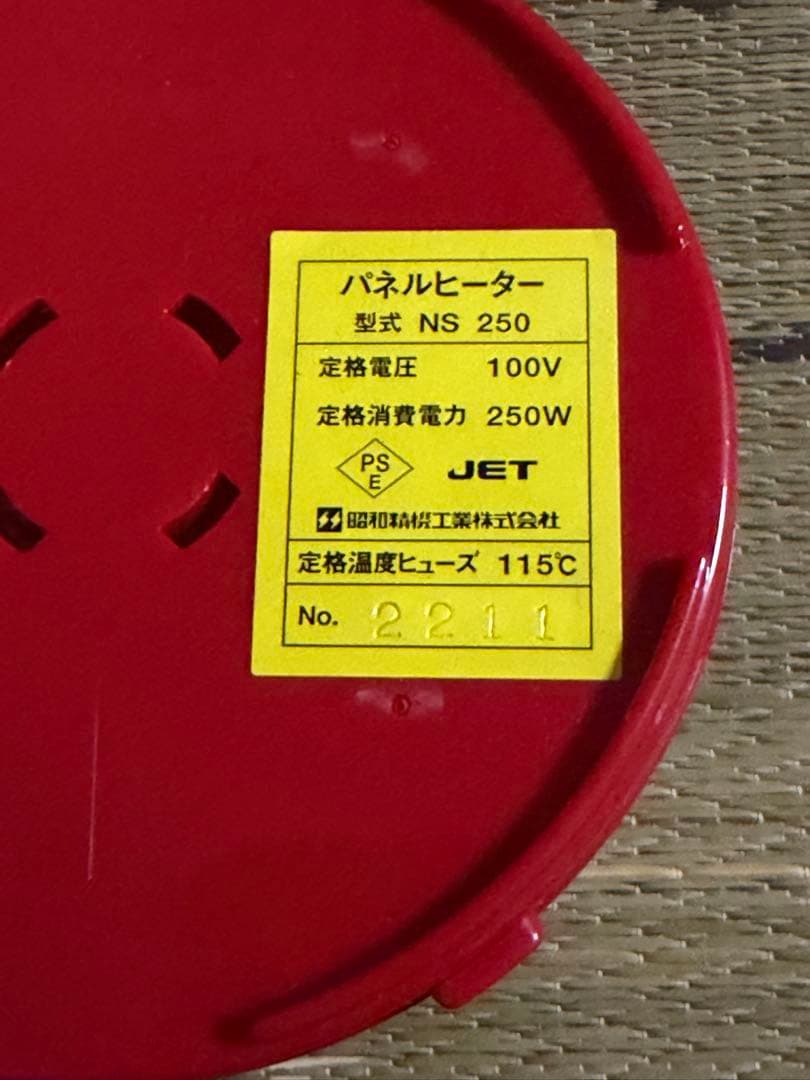 パネルヒーター
型式 NS 250
定格電圧 100V
定格消費電力 250W
PS
E
JET
昭和精機工業株式会社
定格温度ヒューズ 115℃
No. 2211